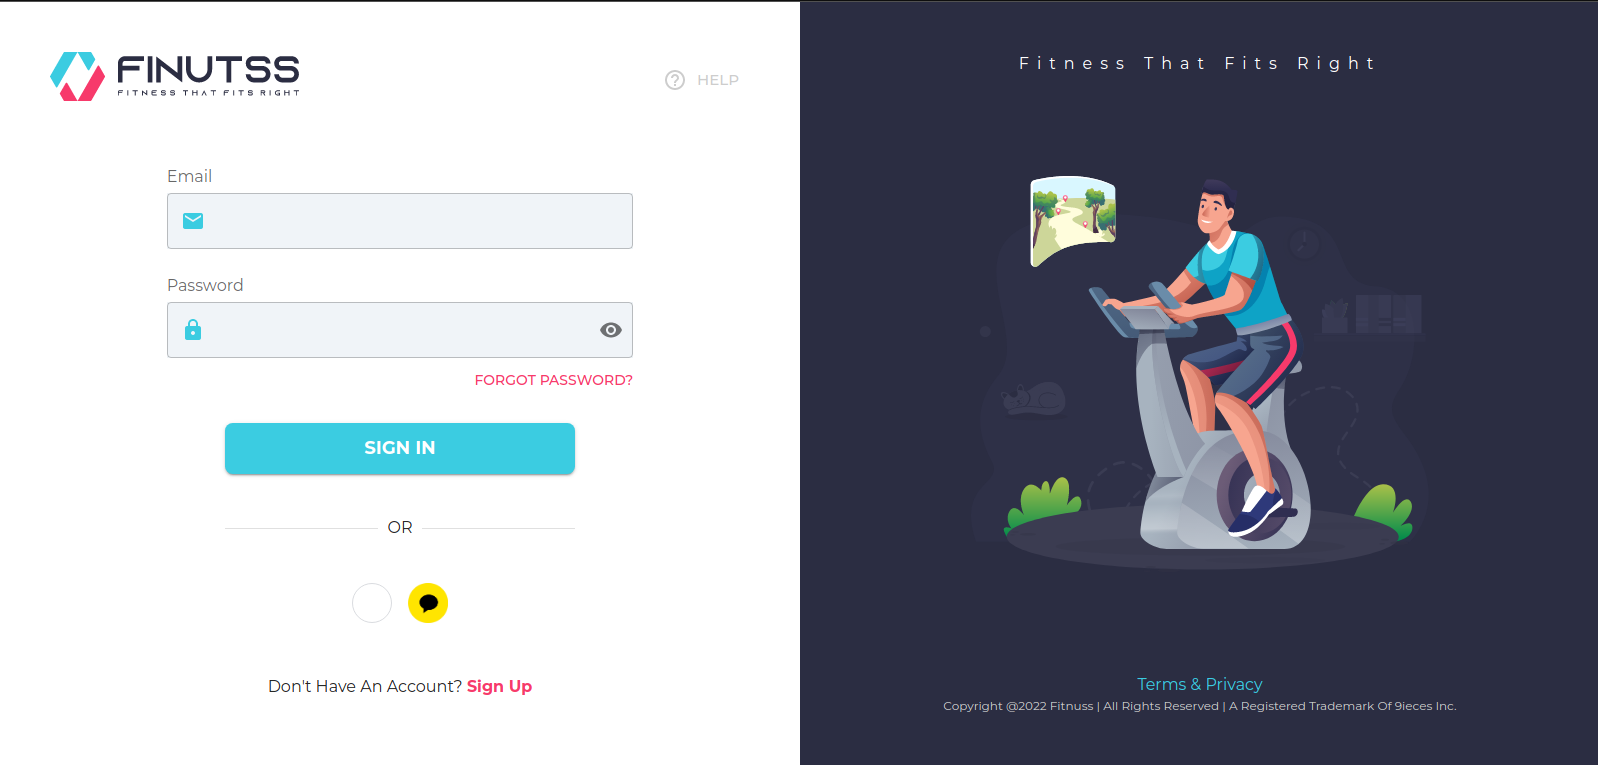 FINUTSS
FITNESS THAT FITS RIGHT
HELP
Email
Password
FORGOT PASSWORD?
SIGN IN
OR
Don't Have An Account? Sign Up
Fitness That Fits Right
Terms & Privacy
Copyright @2022 Fitnuss | All Rights Reserved | A Registered Trademark Of 9ieces Inc.